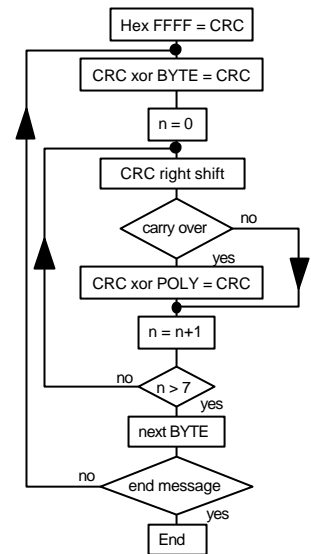 Hex FFFF = CRC
CRC xor BYTE = CRC
n = 0
CRC right shift
carry over
no
yes
CRC xor POLY = CRC
n = n+1
no
n > 7
yes
next BYTE
no
end message
yes
End